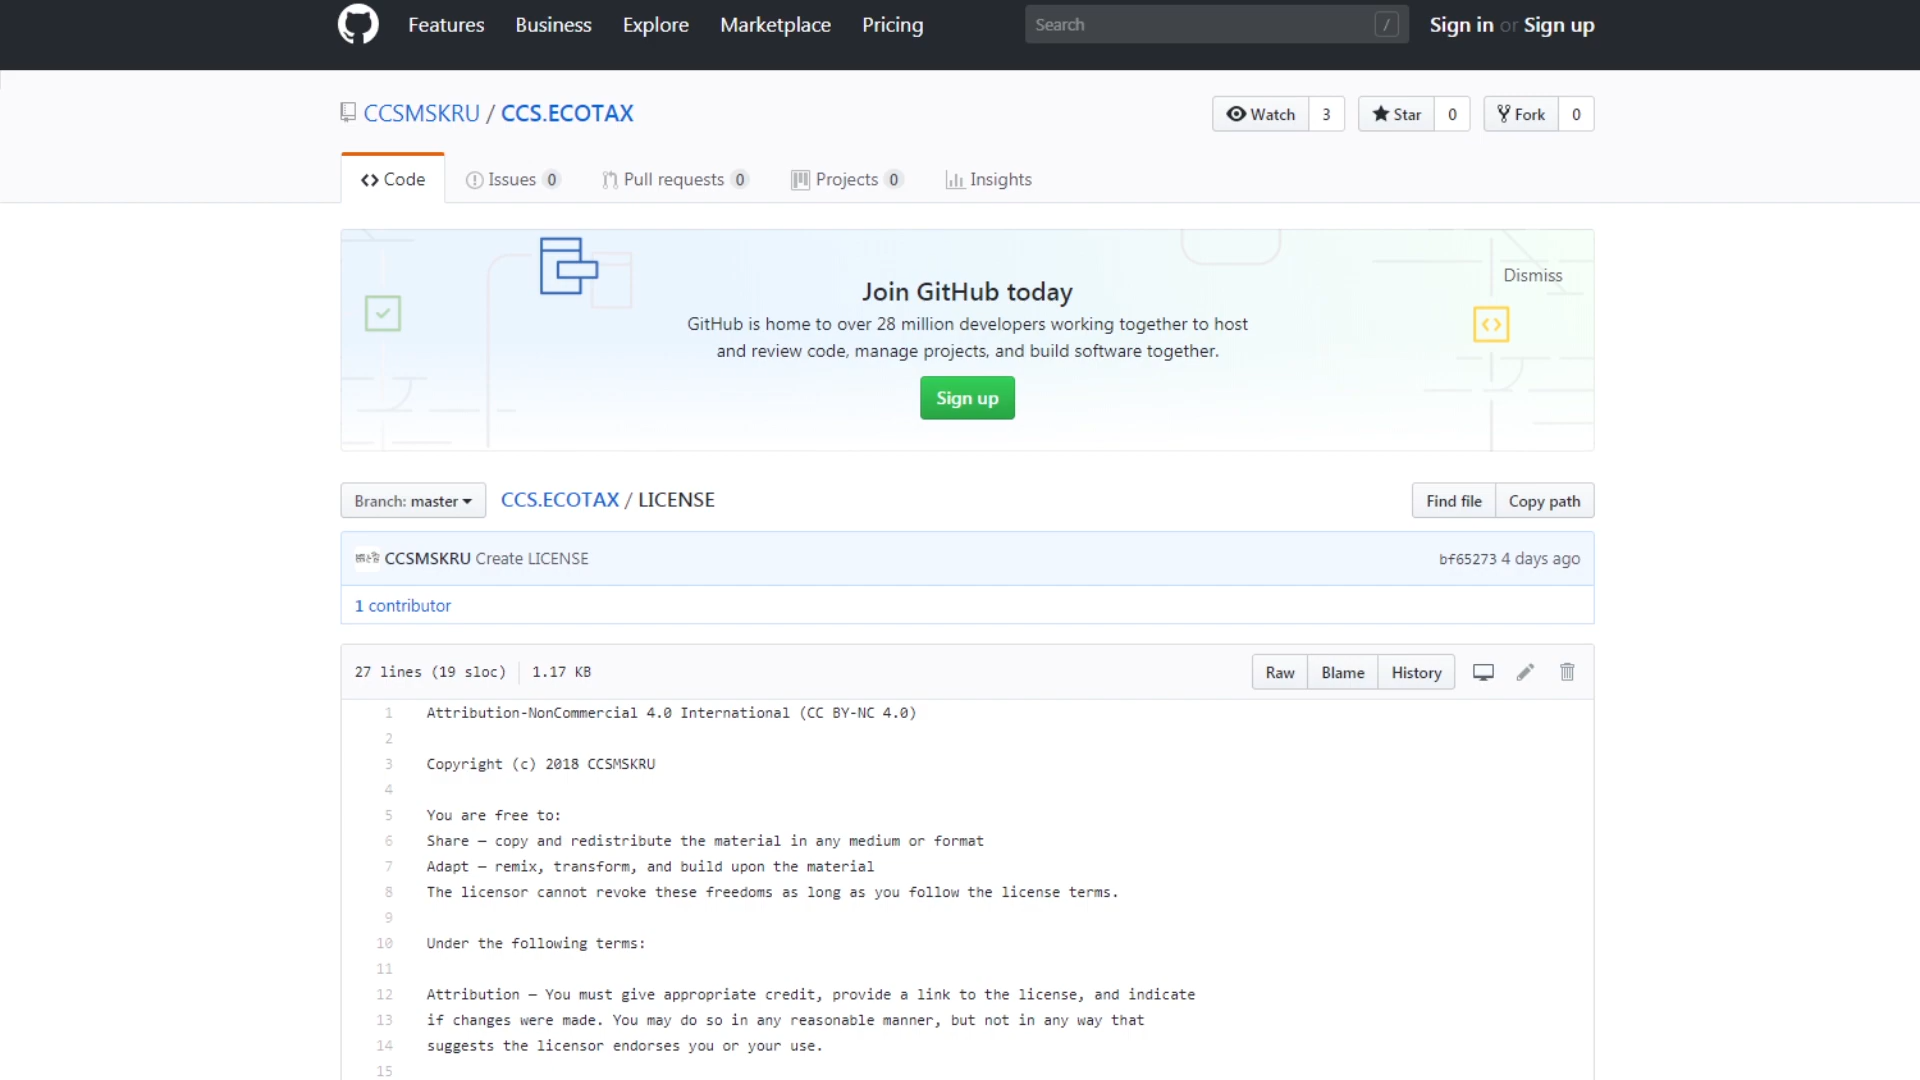 Features Business Explore Marketplace Pricing Search / Sign in or Sign up
CCSMSKRU / CCS.ECOTAX Watch 3 Star 0 Fork 0
Code Issues 0 Pull requests 0 Projects 0 Insights
Dismiss
Join GitHub today
GitHub is home to over 28 million developers working together to host
and review code, manage projects, and build software together.
Sign up
Branch: master CCS.ECOTAX / LICENSE Find file Copy path
CCSMSKRU Create LICENSE bf65273 4 days ago
1 contributor
27 lines (19 sloc) 1.17 KB Raw Blame History
1 Attribution-NonCommercial 4.0 International (CC BY-NC 4.0)
2
3 Copyright (c) 2018 CCSMSKRU
4
5 You are free to:
6 Share — copy and redistribute the material in any medium or format
7 Adapt — remix, transform, and build upon the material
8 The licensor cannot revoke these freedoms as long as you follow the license terms.
9
10 Under the following terms:
11
12 Attribution — You must give appropriate credit, provide a link to the license, and indicate
13 if changes were made. You may do so in any reasonable manner, but not in any way that
14 suggests the licensor endorses you or your use.
15